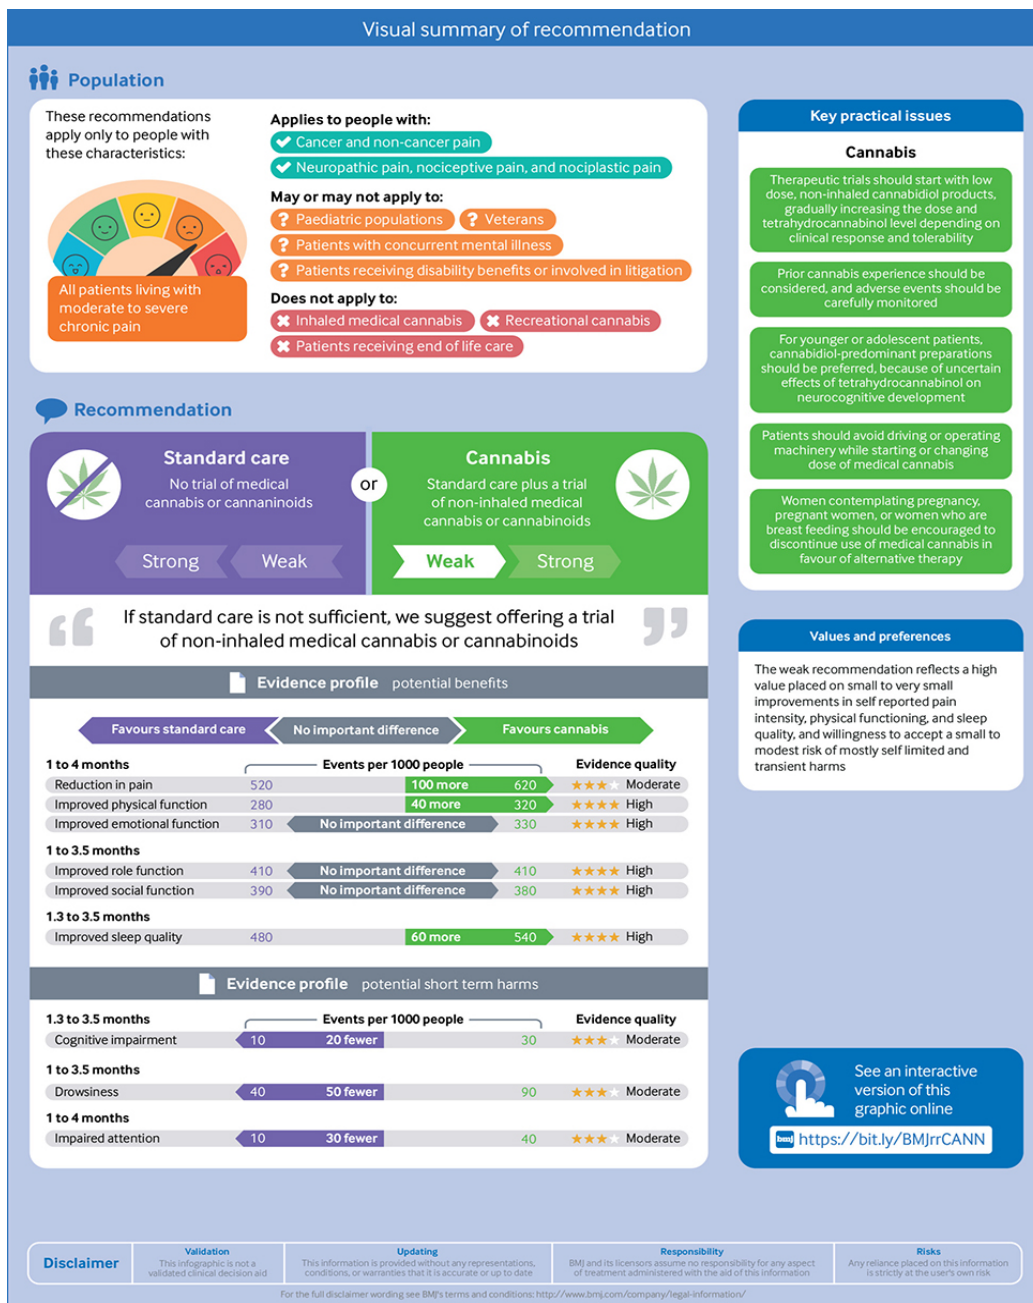 Visual summary of recommendation
Population
These recommendations
apply only to people with
these characteristics:
All patients living with
moderate to severe
chronic pain
Applies to people with:
Cancer and non-cancer pain
Neuropathic pain, nociceptive pain, and nociplastic pain
May or may not apply to:
? Paediatric populations ? Veterans
? Patients with concurrent mental illness
? Patients receiving disability benefits or involved in litigation
Does not apply to:
Inhaled medical cannabis Recreational cannabis
Patients receiving end of life care
Recommendation
Standard care
No trial of medical
cannabis or cannaninoids
Strong Weak
or
Cannabis
Standard care plus a trial
of non-inhaled medical
cannabis or cannabinoids
Weak Strong
“ If standard care is not sufficient, we suggest offering a trial ”
of non-inhaled medical cannabis or cannabinoids
Evidence profile potential benefits
Favours standard care No important difference Favours cannabis
1 to 4 months Events per 1000 people Evidence quality
Reduction in pain 520 100 more 620 Moderate
Improved physical function 280 40 more 320 High
Improved emotional function 310 No important difference 330 High
1 to 3.5 months
Improved role function 410 No important difference 410 High
Improved social function 390 No important difference 380 High
1.3 to 3.5 months
Improved sleep quality 480 60 more 540 High
Evidence profile potential short term harms
1.3 to 3.5 months Events per 1000 people Evidence quality
Cognitive impairment 10 20 fewer 30 Moderate
1 to 3.5 months
Drowsiness 40 50 fewer 90 Moderate
1 to 4 months
Impaired attention 10 30 fewer 40 Moderate
Key practical issues
Cannabis
Therapeutic trials should start with low
dose, non-inhaled cannabidiol products,
gradually increasing the dose and
tetrahydrocannabinol level depending on
clinical response and tolerability
Prior cannabis experience should be
considered, and adverse events should be
carefully monitored
For younger or adolescent patients,
cannabidiol-predominant preparations
should be preferred, because of uncertain
effects of tetrahydrocannabinol on
neurocognitive development
Patients should avoid driving or operating
machinery while starting or changing
dose of medical cannabis
Women contemplating pregnancy,
pregnant women, or women who are
breast feeding should be encouraged to
discontinue use of medical cannabis in
favour of alternative therapy
Values and preferences
The weak recommendation reflects a high
value placed on small to very small
improvements in self reported pain
intensity, physical functioning, and sleep
quality, and willingness to accept a small to
modest risk of mostly self limited and
transient harms
See an interactive
version of this
graphic online
bmj https://bit.ly/BMJrrCANN
Disclaimer
Validation
This infographic is not a
validated clinical decision aid
Updating
This information is provided without any representations,
conditions, or warranties that it is accurate or up to date
Responsibility
BMJ and its licensors assume no responsibility for any aspect
of treatment administered with the aid of this information
Risks
Any reliance placed on this information
is strictly at the user's own risk
For the full disclaimer wording see BMJ's terms and conditions: http://www.bmj.com/company/legal-information/